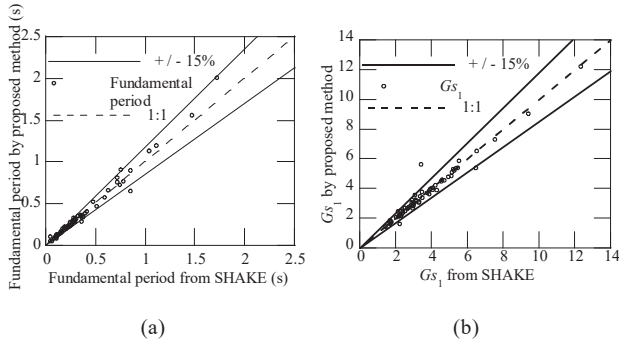 Fundamental period by proposed method (s)
2.5
2
1.5
1
0.5
0
+ / - 15%
Fundamental
period
1:1
0 0.5 1 1.5 2 2.5
Fundamental period from SHAKE (s)
(a)
Gs1 by proposed method
14
12
10
8
6
4
2
0
+ / - 15%
Gs1
1:1
0 2 4 6 8 10 12 14
Gs1 from SHAKE
(b)